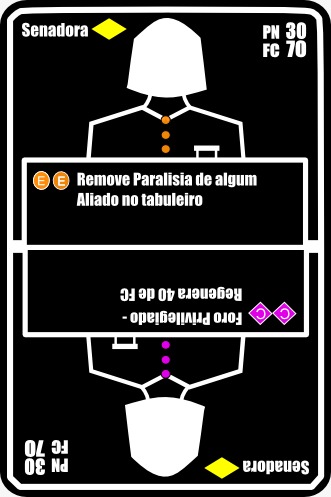 Senadora
PN 30
FC 70
E E Remove Paralisia de algum
Aliado no tabuleiro
C C Foro Privilegiado -
Regenera 40 de FC
Senadora
PN 30
FC 70